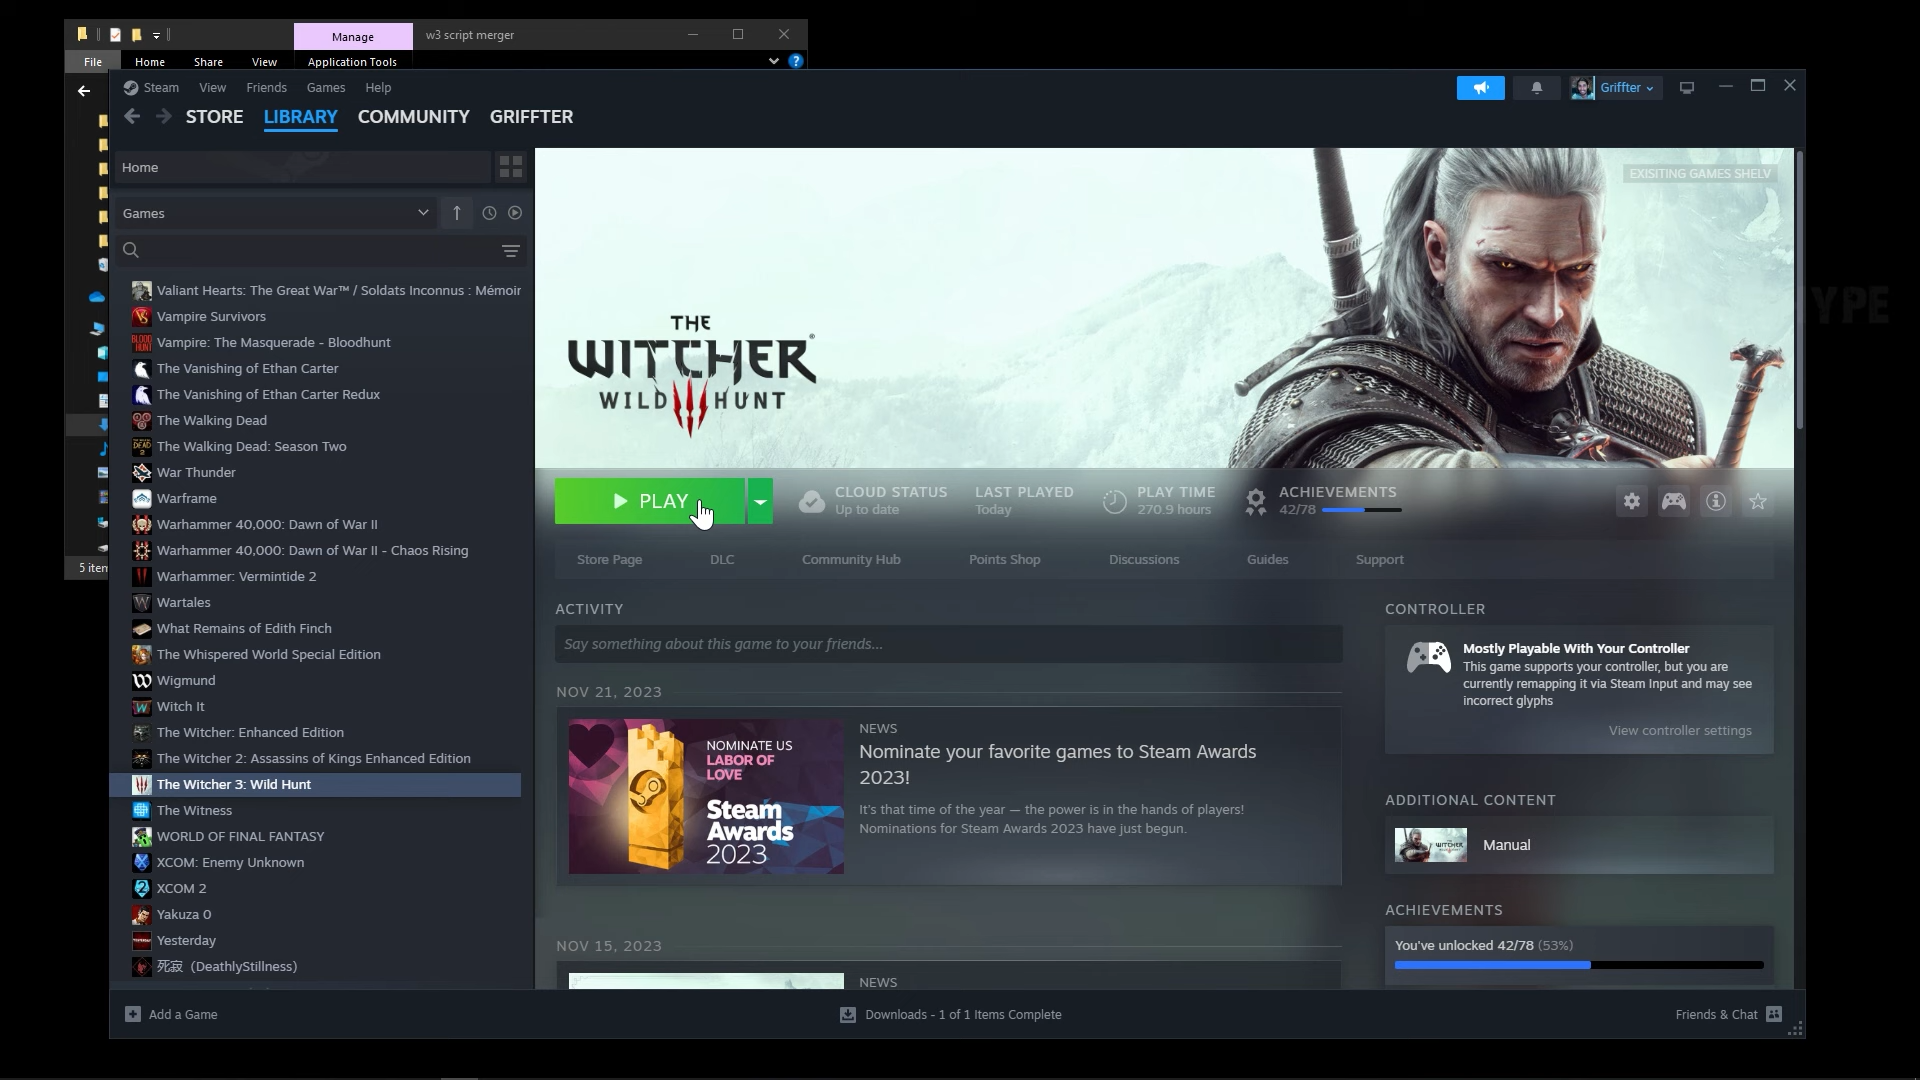 Manage
w3 script merger
File
Home
Share
View
Application Tools
Steam
View
Friends
Games
Help
Griffter
STORE
LIBRARY
COMMUNITY
GRIFFTER
Home
EXISITING GAMES SHELV
Games
Valiant Hearts: The Great War™ / Soldats Inconnus : Mémoir
Vampire Survivors
Vampire: The Masquerade - Bloodhunt
The Vanishing of Ethan Carter
The Vanishing of Ethan Carter Redux
The Walking Dead
The Walking Dead: Season Two
War Thunder
Warframe
Warhammer 40,000: Dawn of War II
Warhammer 40,000: Dawn of War II - Chaos Rising
Warhammer: Vermintide 2
Wartales
What Remains of Edith Finch
The Whispered World Special Edition
Wigmund
Witch It
The Witcher: Enhanced Edition
The Witcher 2: Assassins of Kings Enhanced Edition
The Witcher 3: Wild Hunt
The Witness
WORLD OF FINAL FANTASY
XCOM: Enemy Unknown
XCOM 2
Yakuza 0
Yesterday
死寂（DeathlyStillness）
5 item
THE
WITCHER
WILD HUNT
YPE
PLAY
CLOUD STATUS
Up to date
LAST PLAYED
Today
PLAY TIME
270.9 hours
ACHIEVEMENTS
42/78
Store Page
DLC
Community Hub
Points Shop
Discussions
Guides
Support
ACTIVITY
Say something about this game to your friends...
NOV 21, 2023
NOMINATE US
LABOR OF
LOVE
Steam
Awards
2023
NEWS
Nominate your favorite games to Steam Awards
2023!
It's that time of the year — the power is in the hands of players!
Nominations for Steam Awards 2023 have just begun.
NOV 15, 2023
NEWS
CONTROLLER
Mostly Playable With Your Controller
This game supports your controller, but you are
currently remapping it via Steam Input and may see
incorrect glyphs
View controller settings
ADDITIONAL CONTENT
Manual
ACHIEVEMENTS
You've unlocked 42/78 (53%)
Add a Game
Downloads - 1 of 1 Items Complete
Friends & Chat